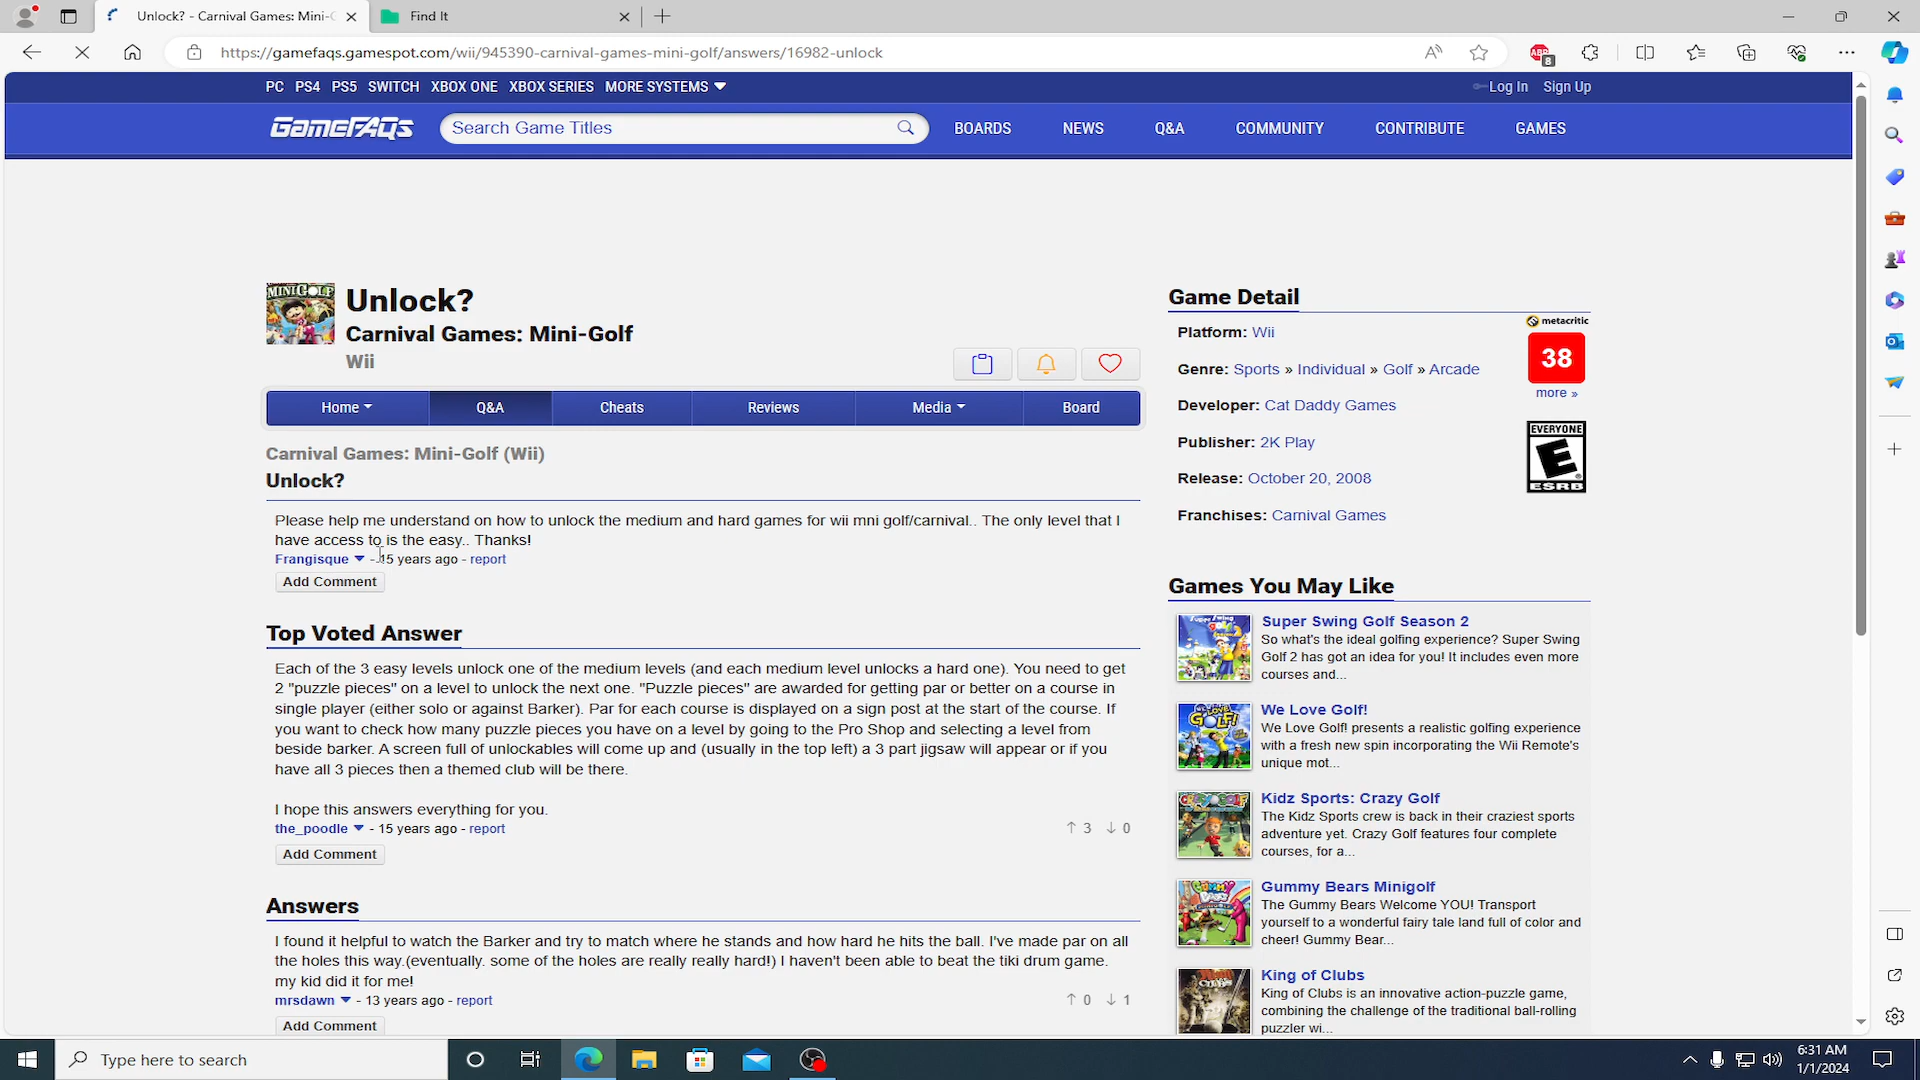 Unlock? - Carnival Games: Mini-G
Find It
https://gamefaqs.gamespot.com/wii/945390-carnival-games-mini-golf/answers/16982-unlock
ABP
8
PC PS4 PS5 SWITCH XBOX ONE XBOX SERIES MORE SYSTEMS
Log In Sign Up
GameFAQs
Search Game Titles
BOARDS NEWS Q&A COMMUNITY CONTRIBUTE GAMES
MINI GOLF
Unlock?
Carnival Games: Mini-Golf
Wii
Home Q&A Cheats Reviews Media Board
Carnival Games: Mini-Golf (Wii)
Unlock?
Please help me understand on how to unlock the medium and hard games for wii mni golf/carnival.. The only level that I
have access to is the easy.. Thanks!
Frangisque - 15 years ago - report
Add Comment
Top Voted Answer
Each of the 3 easy levels unlock one of the medium levels (and each medium level unlocks a hard one). You need to get
2 "puzzle pieces" on a level to unlock the next one. "Puzzle pieces" are awarded for getting par or better on a course in
single player (either solo or against Barker). Par for each course is displayed on a sign post at the start of the course. If
you want to check how many puzzle pieces you have on a level by going to the Pro Shop and selecting a level from
beside barker. A screen full of unlockables will come up and (usually in the top left) a 3 part jigsaw will appear or if you
have all 3 pieces then a themed club will be there.
I hope this answers everything for you.
the_poodle - 15 years ago - report
3 0
Add Comment
Answers
I found it helpful to watch the Barker and try to match where he stands and how hard he hits the ball. I've made par on all
the holes this way.(eventually. some of the holes are really really hard!) I haven't been able to beat the tiki drum game.
my kid did it for me!
mrsdawn - 13 years ago - report
0 1
Add Comment
Game Detail
Platform: Wii
Genre: Sports » Individual » Golf » Arcade
Developer: Cat Daddy Games
Publisher: 2K Play
Release: October 20, 2008
Franchises: Carnival Games
metacritic
38
more »
EVERYONE
E
ESRB
Games You May Like
Super Swing Golf Season 2
So what's the ideal golfing experience? Super Swing
Golf 2 has got an idea for you! It includes even more
courses and...
We Love Golf!
We Love Golf! presents a realistic golfing experience
with a fresh new spin incorporating the Wii Remote's
unique mot...
Kidz Sports: Crazy Golf
The Kidz Sports crew is back in their craziest sports
adventure yet. Crazy Golf features four complete
courses, for a...
Gummy Bears Minigolf
The Gummy Bears Welcome YOU! Transport
yourself to a wonderful fairy tale land full of color and
cheer! Gummy Bear...
King of Clubs
King of Clubs is an innovative action-puzzle game,
combining the challenge of the traditional ball-rolling
puzzler wi...
Type here to search
6:31 AM
1/1/2024